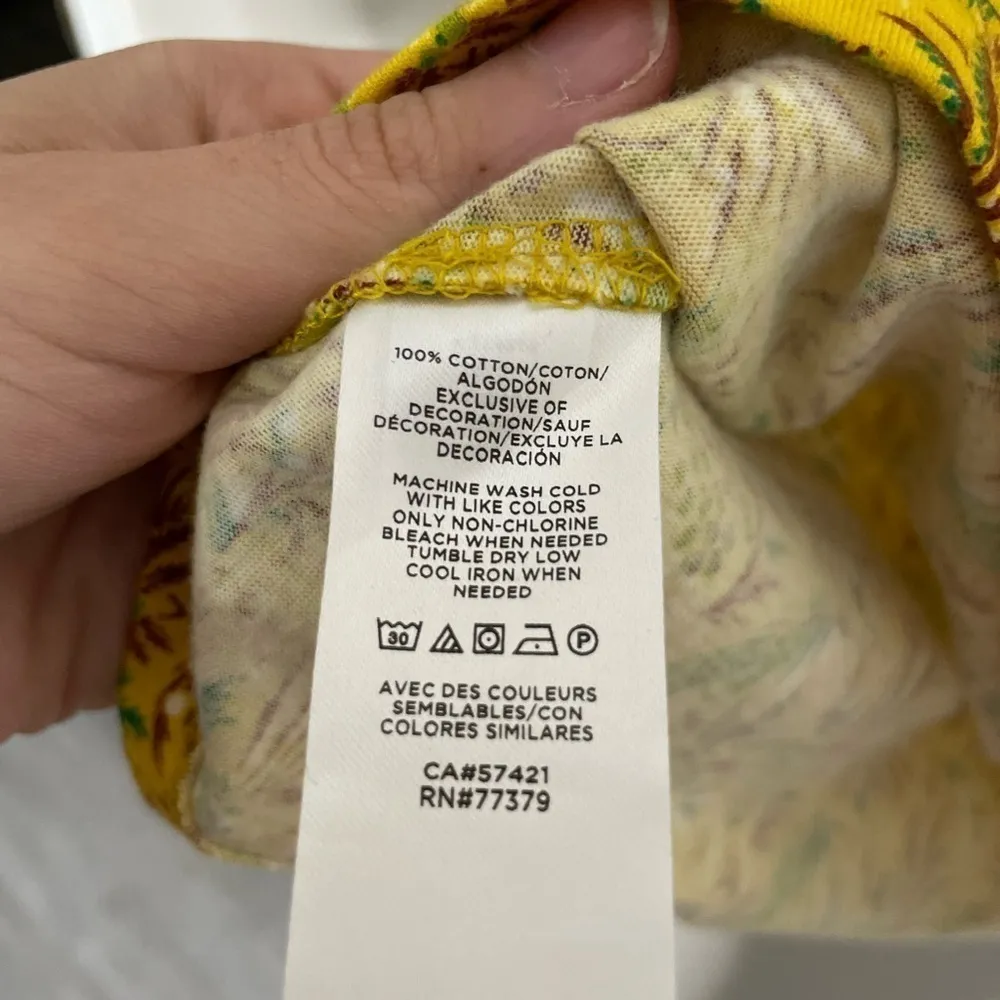 100% COTTON/COTON/
ALGODÓN
EXCLUSIVE OF
DECORATION/SAUF
DÉCORATION/EXCLUYE LA
DECORACIÓN
MACHINE WASH COLD
WITH LIKE COLORS
ONLY NON-CHLORINE
BLEACH WHEN NEEDED
TUMBLE DRY LOW
COOL IRON WHEN
NEEDED
30 P
AVEC DES COULEURS
SEMBLABLES/CON
COLORES SIMILARES
CA#57421
RN#77379